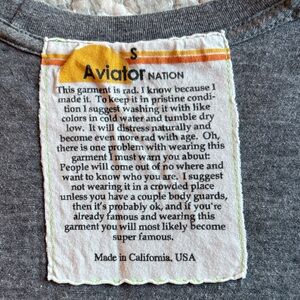 S
Aviator NATION
This garment is rad. I know because I
made it. To keep it in pristine condi-
tion I suggest washing it with like
colors in cold water and tumble dry
low. It will distress naturally and
become even more rad with age. Oh,
there is one problem with wearing this
garment I must warn you about:
People will come out of no where and
want to know who you are. I suggest
not wearing it in a crowded place
unless you have a couple body guards,
then it's probably ok, and if you're
already famous and wearing this
garment you will most likely become
super famous.
Made in California, USA